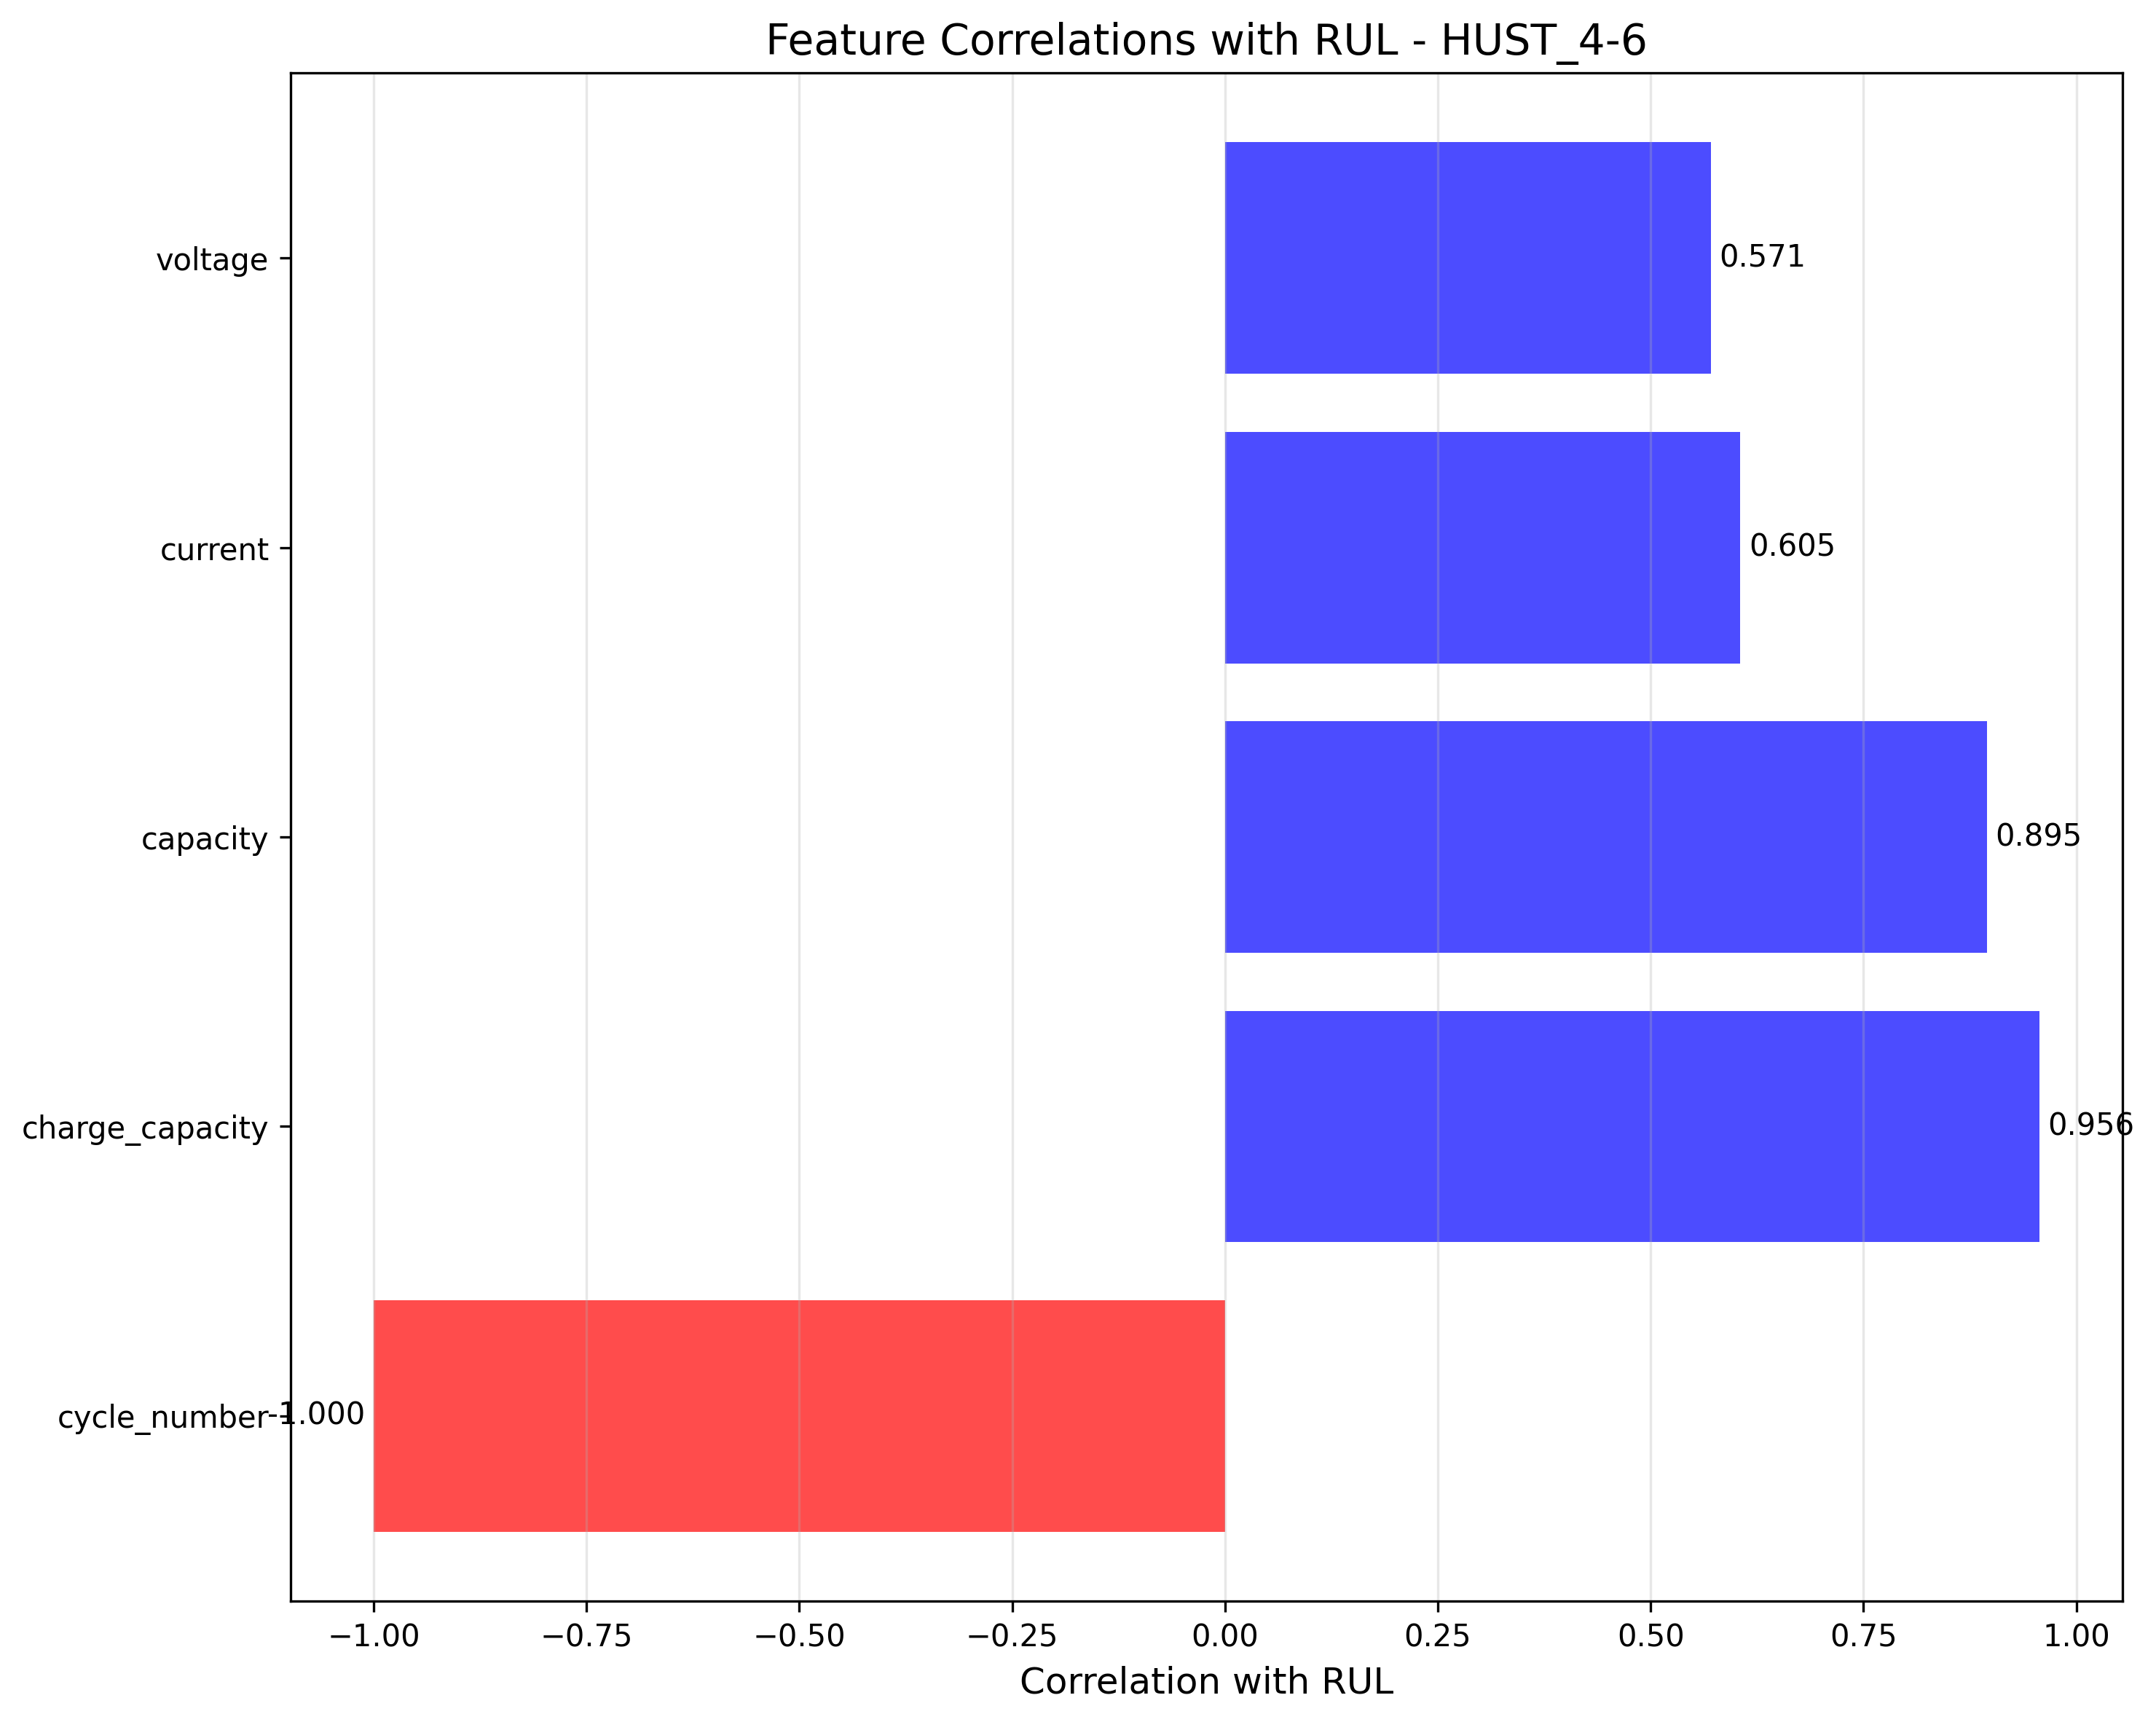 Feature Correlations with RUL - HUST_4-6
voltage
0.571
current
0.605
capacity
0.895
charge_capacity
0.956
cycle_number
-1.000
−1.00
−0.75
−0.50
−0.25
0.00
0.25
0.50
0.75
1.00
Correlation with RUL